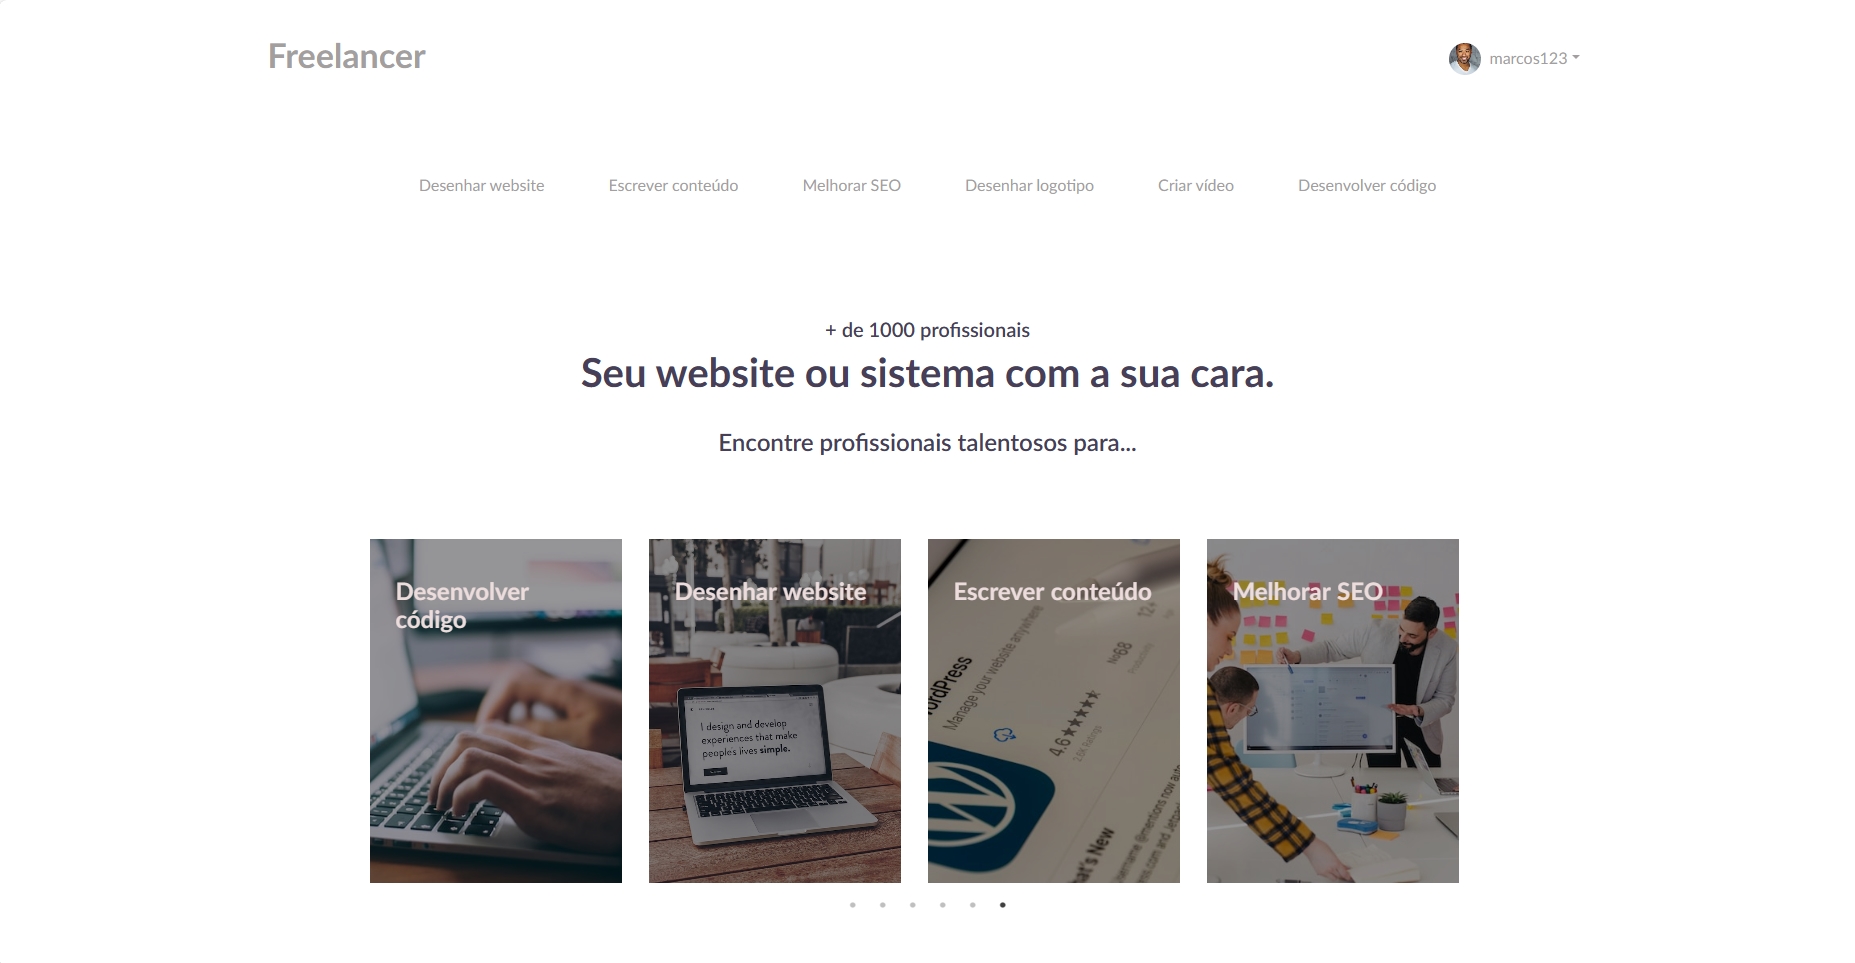 Freelancer
marcos123
Desenhar website
Escrever conteúdo
Melhorar SEO
Desenhar logotipo
Criar vídeo
Desenvolver código
+ de 1000 profissionais
Seu website ou sistema com a sua cara.
Encontre profissionais talentosos para...
Desenvolver
código
Desenhar website
I design and develop
experiences that make
people's lives simple.
Escrever conteúdo
Manage your website anywhere
12+
No68
4.6★★★★★
What's New
Melhorar SEO